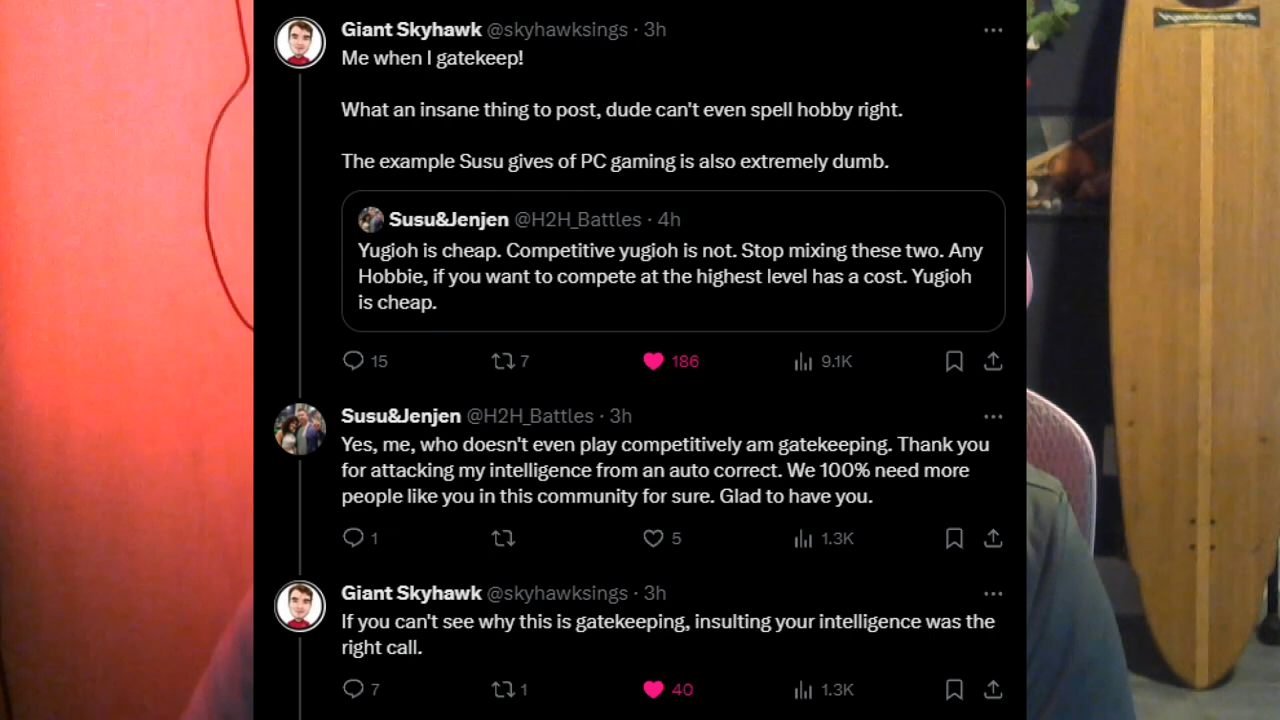 Giant Skyhawk @skyhawksings · 3h
Me when I gatekeep!
What an insane thing to post, dude can't even spell hobby right.
The example Susu gives of PC gaming is also extremely dumb.
Susu&Jenjen @H2H_Battles · 4h
Yugioh is cheap. Competitive yugioh is not. Stop mixing these two. Any
Hobbie, if you want to compete at the highest level has a cost. Yugioh
is cheap.
15 7 186 9.1K
Susu&Jenjen @H2H_Battles · 3h
Yes, me, who doesn't even play competitively am gatekeeping. Thank you
for attacking my intelligence from an auto correct. We 100% need more
people like you in this community for sure. Glad to have you.
1 5 1.3K
Giant Skyhawk @skyhawksings · 3h
If you can't see why this is gatekeeping, insulting your intelligence was the
right call.
7 1 40 1.3K